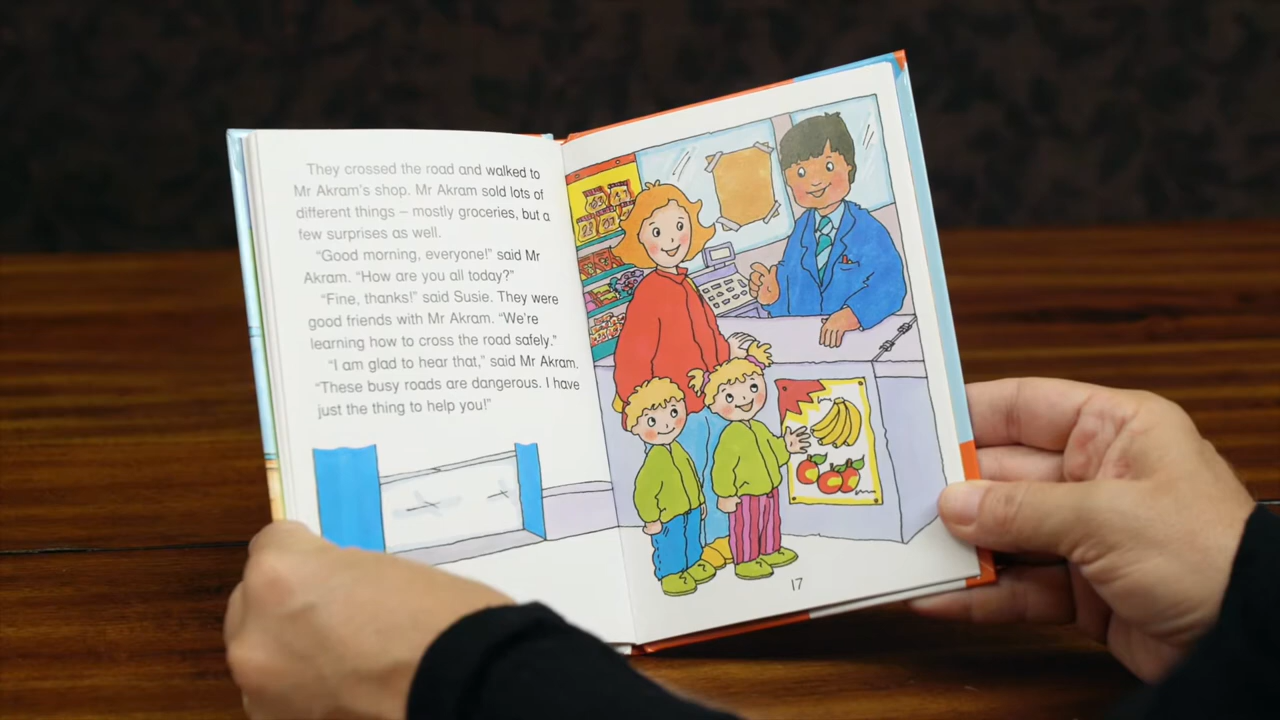 They crossed the road and walked to
Mr Akram's shop. Mr Akram sold lots of
different things – mostly groceries, but a
few surprises as well.
"Good morning, everyone!" said Mr
Akram. "How are you all today?"
"Fine, thanks!" said Susie. They were
good friends with Mr Akram. "We're
learning how to cross the road safely."
"I am glad to hear that," said Mr Akram.
"These busy roads are dangerous. I have
just the thing to help you!"
17